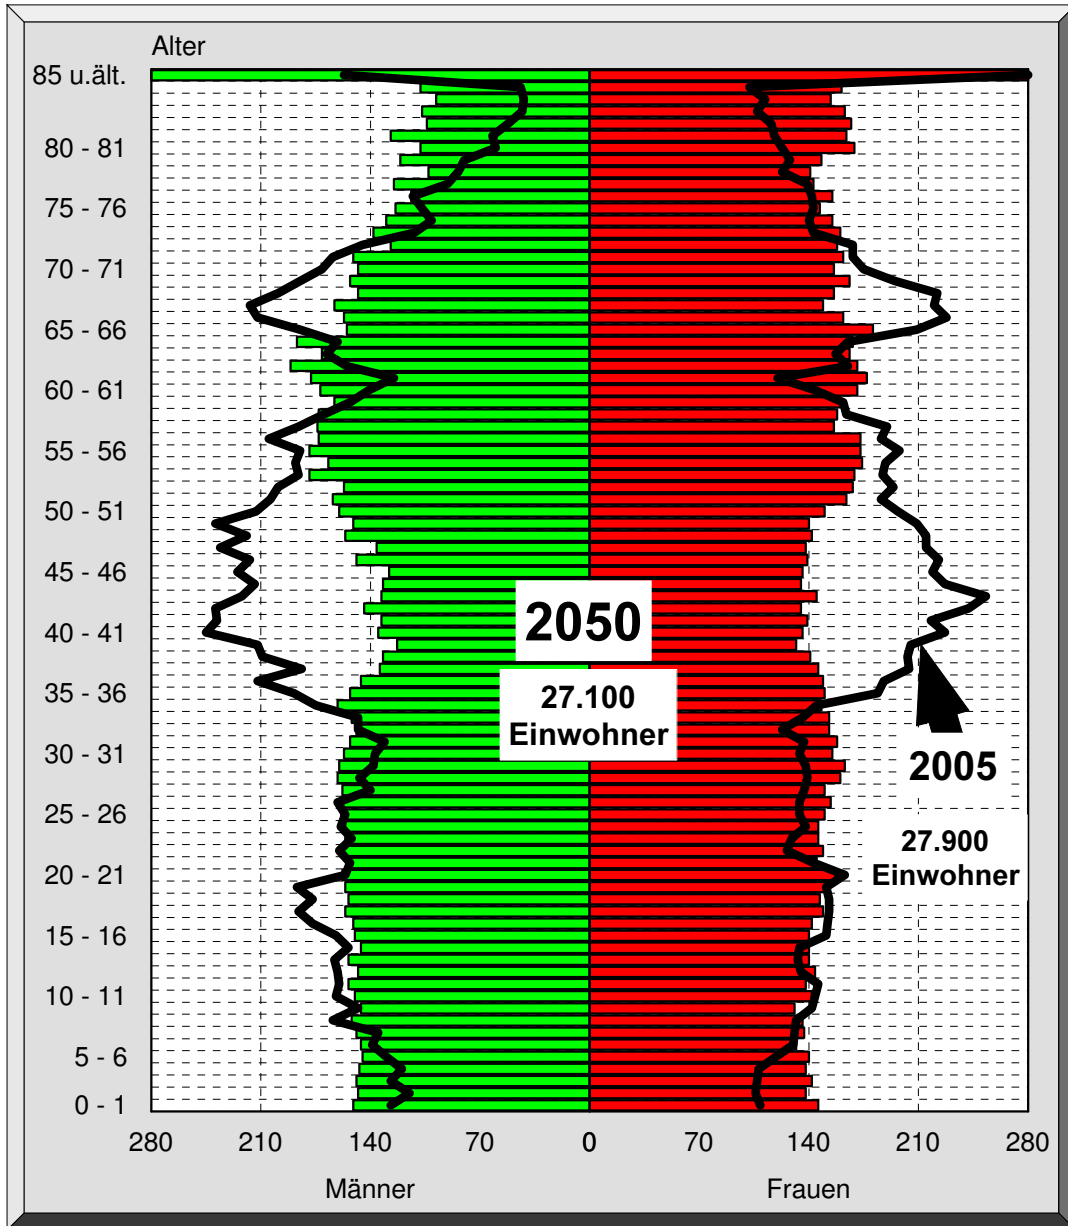 Alter
85 u.ält.
80 - 81
75 - 76
70 - 71
65 - 66
60 - 61
55 - 56
50 - 51
45 - 46
40 - 41
35 - 36
30 - 31
25 - 26
20 - 21
15 - 16
10 - 11
5 - 6
0 - 1
2050
27.100
Einwohner
2005
27.900
Einwohner
280 210 140 70 0 70 140 210 280
Männer Frauen